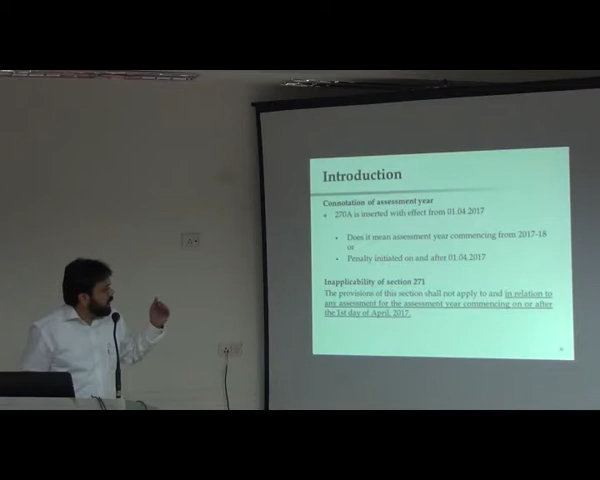 Introduction
Connotation of assessment year
270A is inserted with effect from 01.04.2017
Does it mean assessment year commencing from 2017-18
or
Penalty initiated on and after 01.04.2017
Inapplicability of section 271
The provisions of this section shall not apply to and in relation to
any assessment for the assessment year commencing on or after
the 1st day of April, 2017.